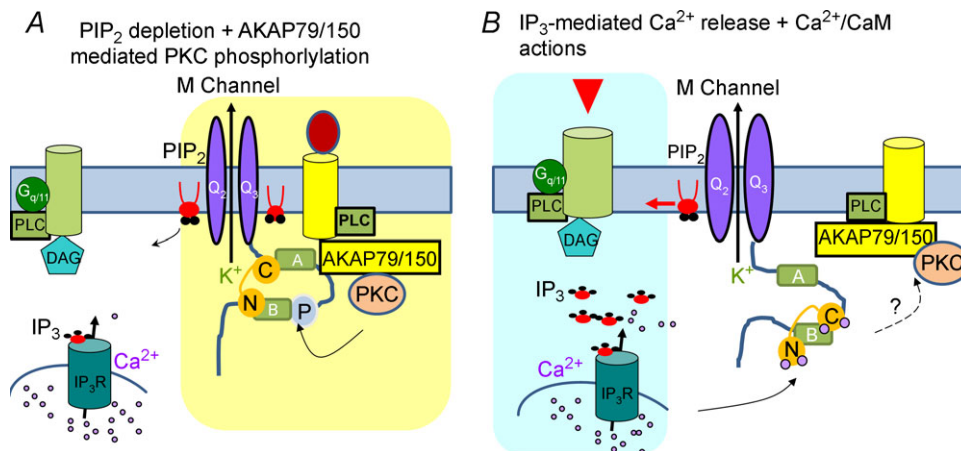 A
PIP₂ depletion + AKAP79/150
mediated PKC phosphorlylation
M Channel
PIP₂
Gq/11
PLC
DAG
Q₂
Q₃
PLC
AKAP79/150
PKC
K⁺
C
A
N
B
P
IP₃
Ca²⁺
IP₃R
B
IP₃-mediated Ca²⁺ release + Ca²⁺/CaM
actions
M Channel
PIP₂
Gq/11
PLC
DAG
Q₂
Q₃
PLC
AKAP79/150
PKC
K⁺
A
C
B
N
?
IP₃
Ca²⁺
IP₃R